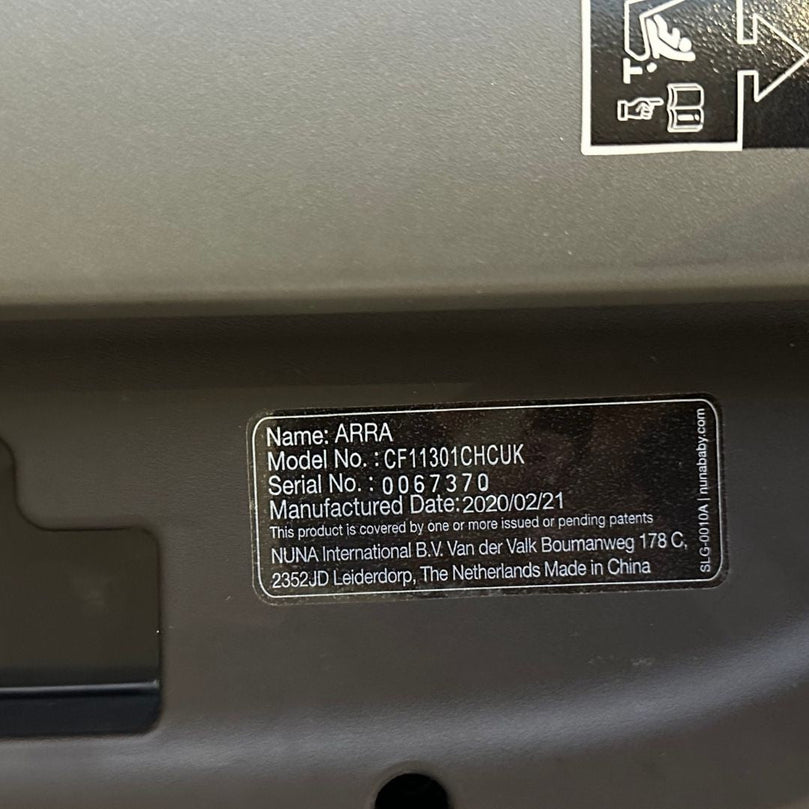 T.
Name: ARRA
Model No. : CF11301CHCUK
Serial No. : 0067370
Manufactured Date: 2020/02/21
This product is covered by one or more issued or pending patents
NUNA International B.V. Van der Valk Boumanweg 178 C,
2352JD Leiderdorp, The Netherlands Made in China
SLG-0010A | nunababy.com